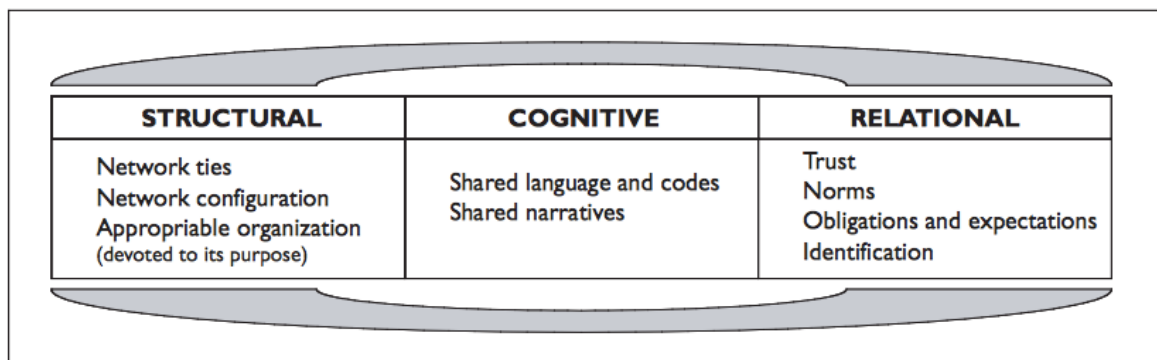 STRUCTURAL
Network ties
Network configuration
Appropriable organization
(devoted to its purpose)
COGNITIVE
Shared language and codes
Shared narratives
RELATIONAL
Trust
Norms
Obligations and expectations
Identification